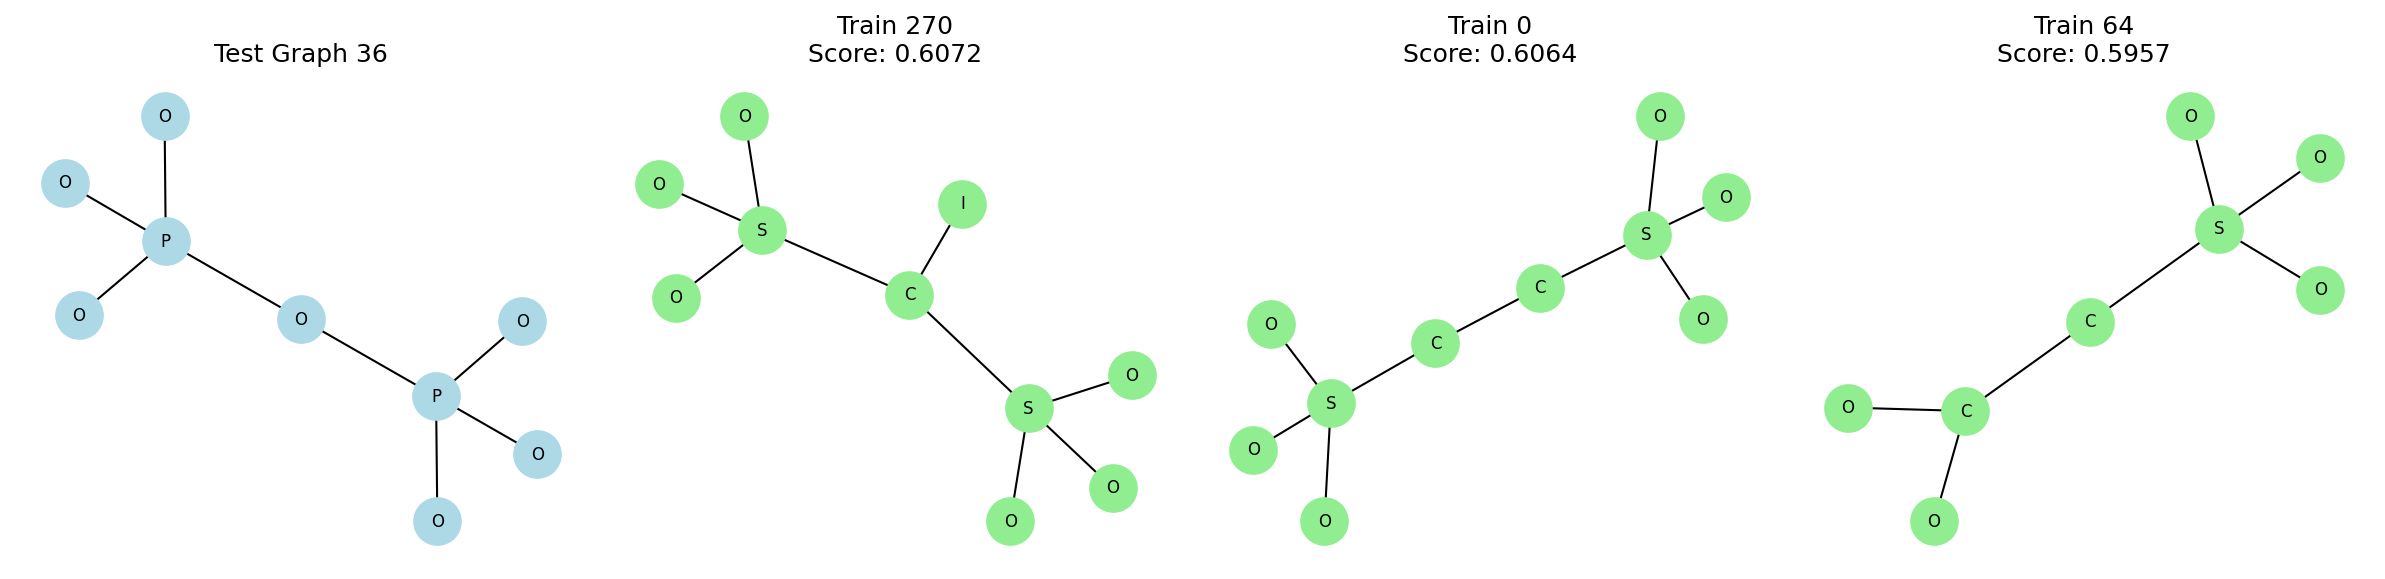 Test Graph 36
O
O
P
O
O
O
P
O
O
Train 270
Score: 0.6072
O
O
I
S
C
O
O
S
O
O
Train 0
Score: 0.6064
O
O
S
C
O
O
C
S
O
O
Train 64
Score: 0.5957
O
O
S
O
C
O
C
O